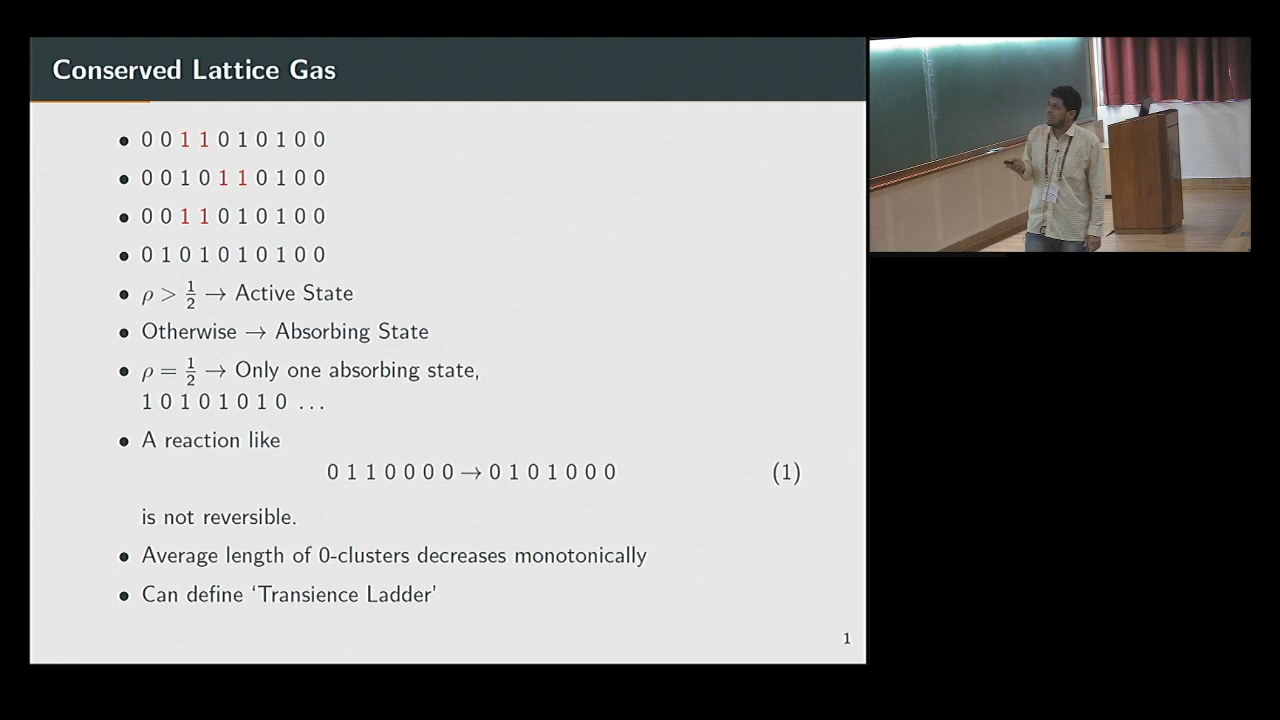 Conserved Lattice Gas
• 0 0 1 1 0 1 0 1 0 0
• 0 0 1 0 1 1 0 1 0 0
• 0 0 1 1 0 1 0 1 0 0
• 0 1 0 1 0 1 0 1 0 0
• ρ > 1/2 → Active State
• Otherwise → Absorbing State
• ρ = 1/2 → Only one absorbing state,
1 0 1 0 1 0 1 0 ...
• A reaction like
0 1 1 0 0 0 0 → 0 1 0 1 0 0 0 (1)
is not reversible.
• Average length of 0-clusters decreases monotonically
• Can define ‘Transience Ladder’
1